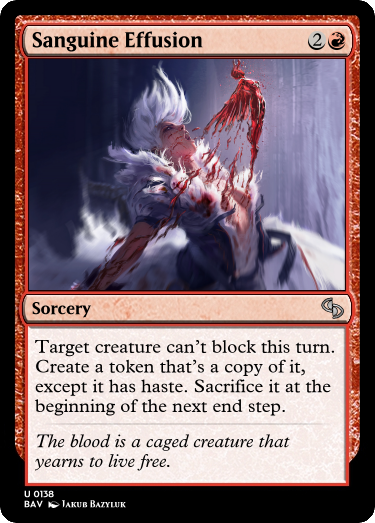 Sanguine Effusion 2
Sorcery
Target creature can't block this turn.
Create a token that's a copy of it,
except it has haste. Sacrifice it at the
beginning of the next end step.
The blood is a caged creature that
yearns to live free.
U 0138
BAV Jakub Bazyluk